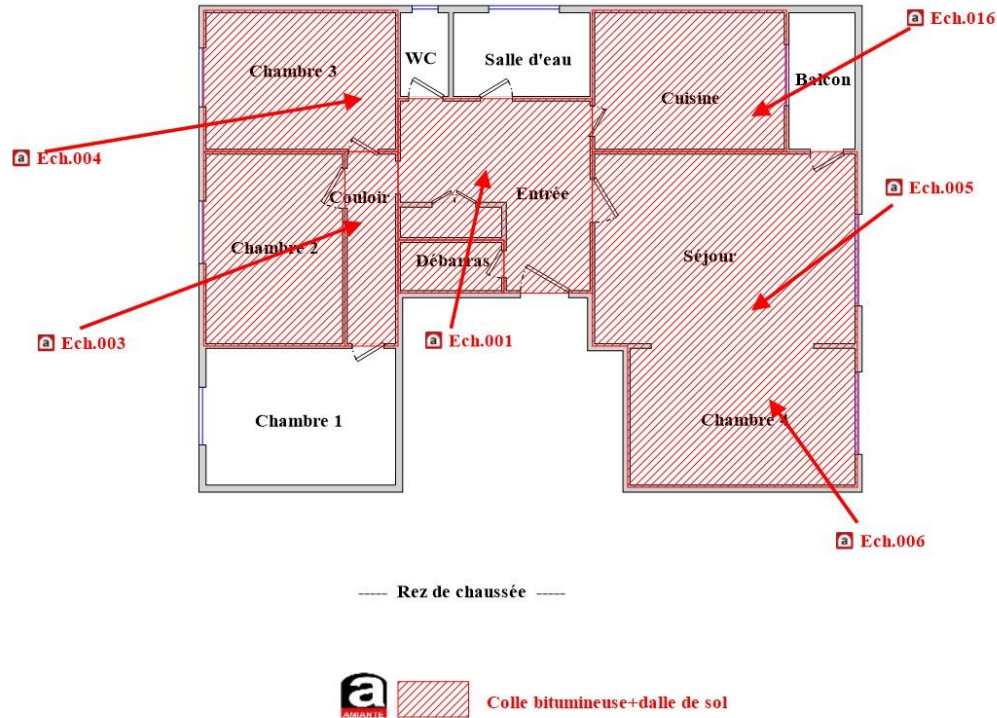 a Ech.016
WC
Salle d'eau
Chambre 3
Balcon
Cuisine
a Ech.004
a Ech.005
Couloir
Entrée
Chambre 2
Débarras
Séjour
a Ech.003
a Ech.001
Chambre 1
Chambre 4
a Ech.006
---- Rez de chaussée ----
a
AMIANTE
Colle bitumineuse+dalle de sol